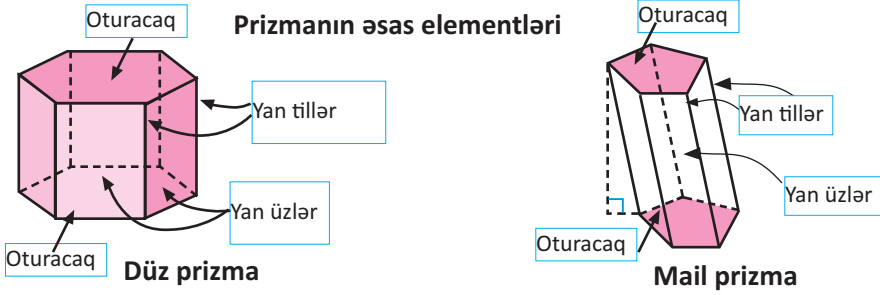 Prizmanın əsas elementləri
Oturacaq
Yan tillər
Yan üzlər
Oturacaq
Düz prizma
Oturacaq
Yan tillər
Yan üzlər
Oturacaq
Mail prizma